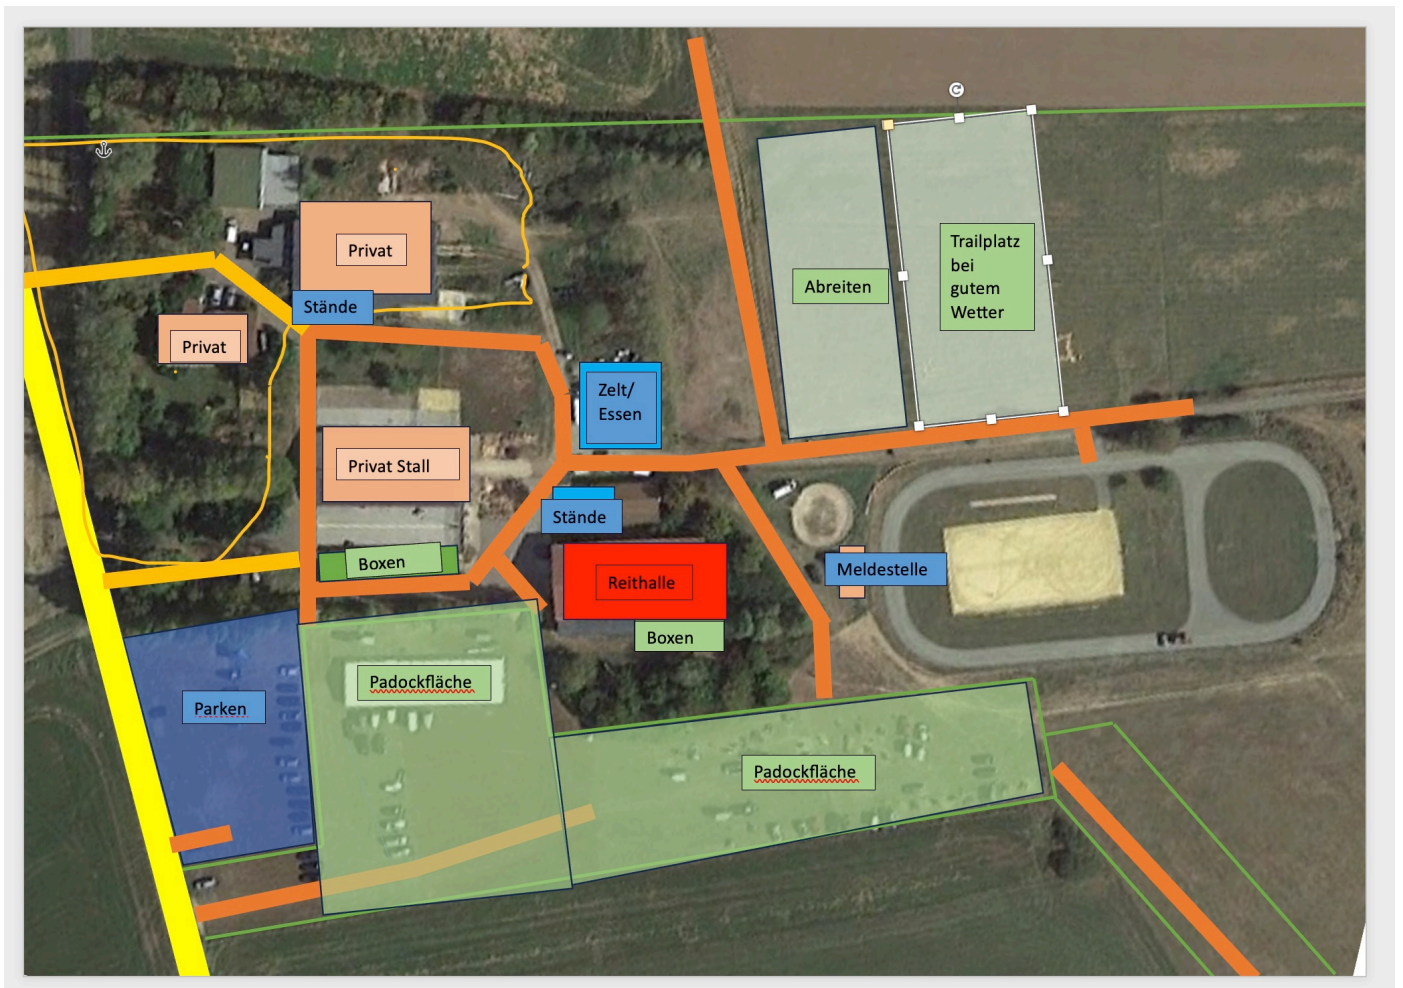 Privat
Abreiten
Trailplatz
bei
gutem
Wetter
Stände
Privat
Zelt/
Essen
Privat Stall
Stände
Boxen
Reithalle
Meldestelle
Boxen
Padockfläche
Parken
Padockfläche